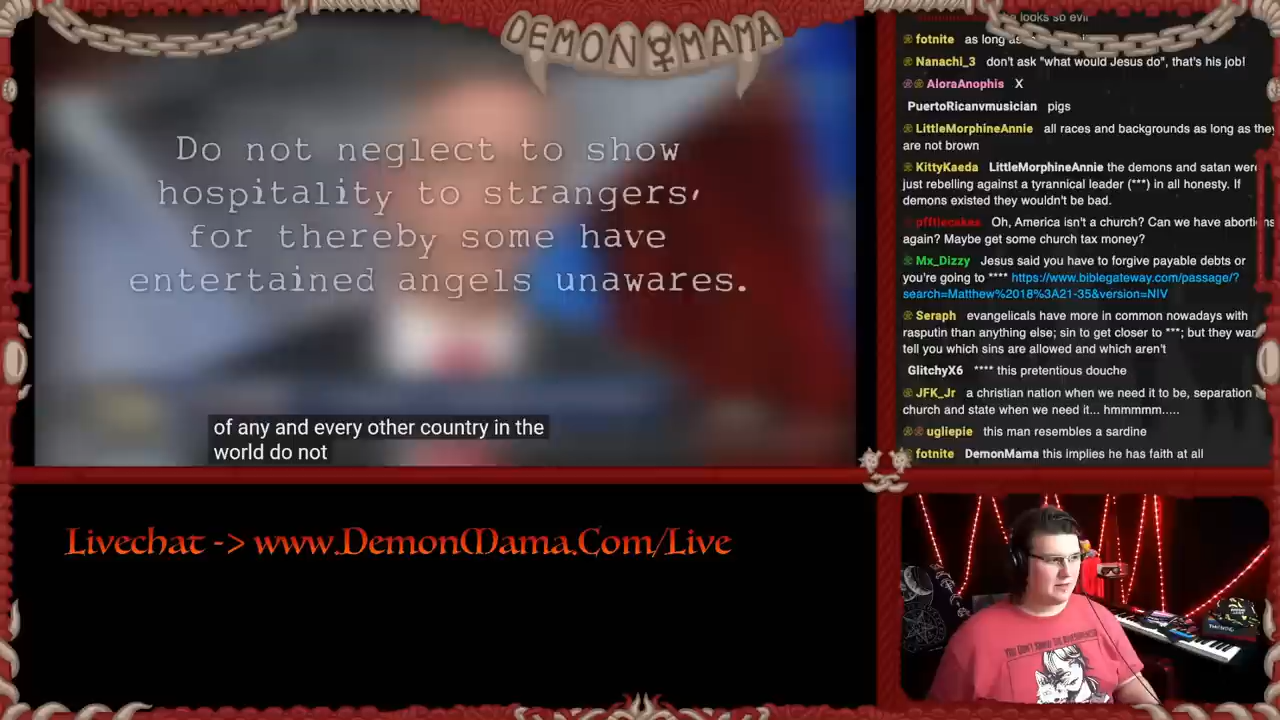 DEMON MAMA
Do not neglect to show
hospitality to strangers,
for thereby some have
entertained angels unawares.
of any and every other country in the
world do not
looks so evil
fotnite as long as
Nanachi_3 don't ask "what would Jesus do", that's his job!
AloraAnophis X
PuertoRicanvmusician pigs
LittleMorphineAnnie all races and backgrounds as long as they
are not brown
KittyKaeda LittleMorphineAnnie the demons and satan were
just rebelling against a tyrannical leader (***) in all honesty. If
demons existed they wouldn't be bad.
pfftlecakes Oh, America isn't a church? Can we have abortions
again? Maybe get some church tax money?
Mx_Dizzy Jesus said you have to forgive payable debts or
you're going to **** https://www.biblegateway.com/passage/?
search=Matthew%2018%3A21-35&version=NIV
Seraph evangelicals have more in common nowadays with
rasputin than anything else; sin to get closer to ***; but they wan
tell you which sins are allowed and which aren't
GlitchyX6 **** this pretentious douche
JFK_Jr a christian nation when we need it to be, separation
church and state when we need it... hmmmmm.....
ugliepie this man resembles a sardine
fotnite DemonMama this implies he has faith at all
Livechat -> www.DemonMama.Com/Live